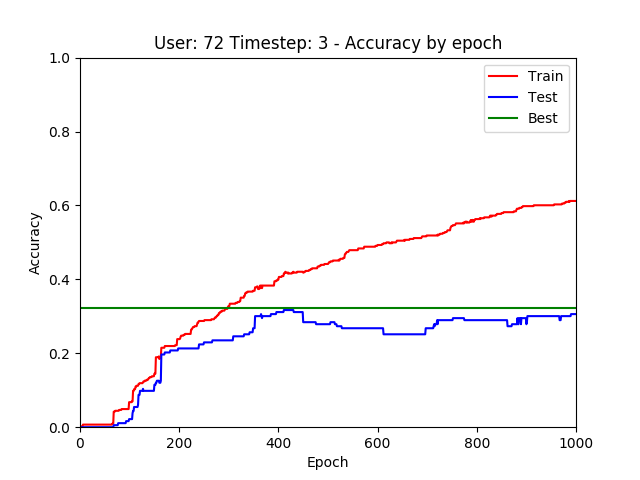 User: 72 Timestep: 3 - Accuracy by epoch
Train
Test
Best
1.0
0.8
0.6
0.4
0.2
0.0
Accuracy
0 200 400 600 800 1000
Epoch